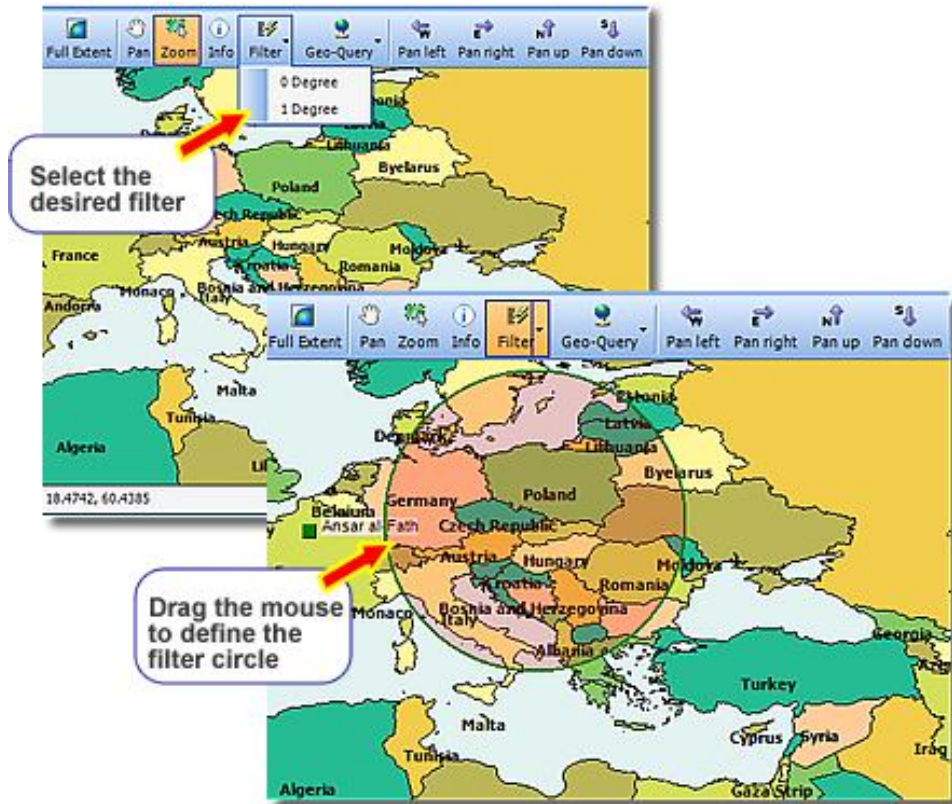 Full Extent Pan Zoom Info Filter Geo-Query Pan left Pan right Pan up Pan down
0 Degree
1 Degree
Select the
desired filter
Lithuania
Byelarus
Poland
Austria Hungary Moldova
France
Croatia Romania
Bosnia and Herzegovina
Monaco Italy
Andorra
Malta
Tunisia
Algeria
18.4742, 60.4385
Full Extent Pan Zoom Info Filter Geo-Query Pan left Pan right Pan up Pan down
Estonia
Latvia
Denmark
Lithuania
Byelarus
Germany Poland
Belgium
Ansar al-Fath Czech Republic
Austria Hungary Moldova
Croatia Romania
Monaco Bosnia and Herzegovina
Italy
Albania Georgia
Drag the mouse
to define the
filter circle
Turkey
Malta Cyprus Syria
Tunisia Iraq
Algeria Gaza Strip